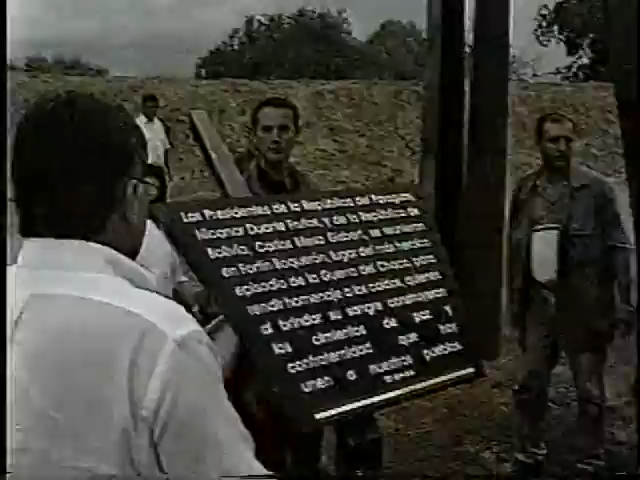 Los Presidentes de la República del Paraguay,
Nicanor Duarte Frutos, y de la República de
Bolivia, Carlos Mesa Gisbert, se reunieron
en Fortín Boquerón, lugar del más heroico
episodio de la Guerra del Chaco, para
rendir homenaje a los caídos, quienes
al brindar su sangre construyeron
los cimientos de paz y
confraternidad que hoy
unen a nuestros pueblos